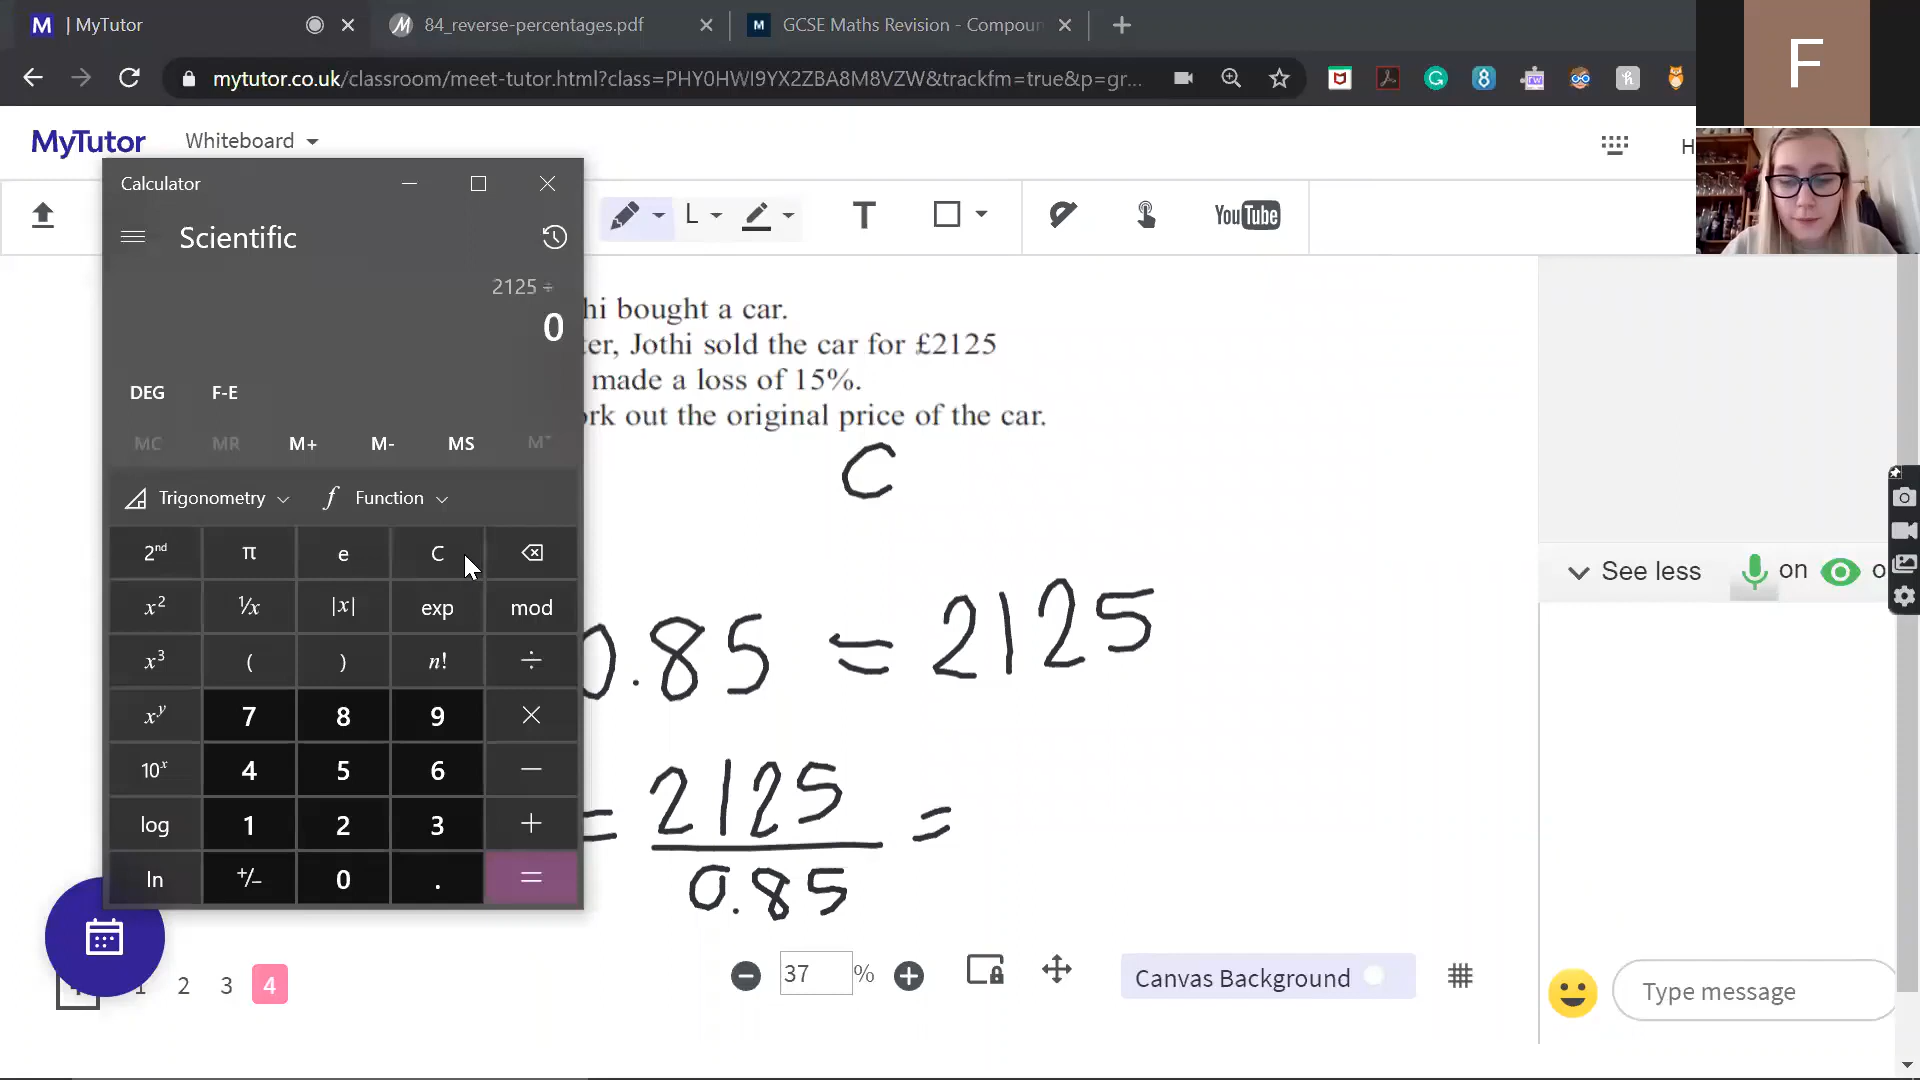 | MyTutor
84_reverse-percentages.pdf
GCSE Maths Revision - Compoun
mytutor.co.uk/classroom/meet-tutor.html?class=PHY0HWI9YX2ZBA8M8VZW&trackfm=true&p=gr...
F
MyTutor
Whiteboard
H
L
T
YouTube
Calculator
Scientific
2125 ÷
0
DEG F-E
MC MR M+ M- MS M˅
Trigonometry
f Function
2nd π e C
x² ¹/x |x| exp mod
x³ ( ) n! ÷
xʸ 7 8 9 ×
10ˣ 4 5 6 −
log 1 2 3 +
ln +/− 0 . =
hi bought a car.
ter, Jothi sold the car for £2125
made a loss of 15%.
ork out the original price of the car.
C
0.85 = 2125
= 2125 =
0.85
See less
on
o
1 2 3 4
37 %
Canvas Background
Type message